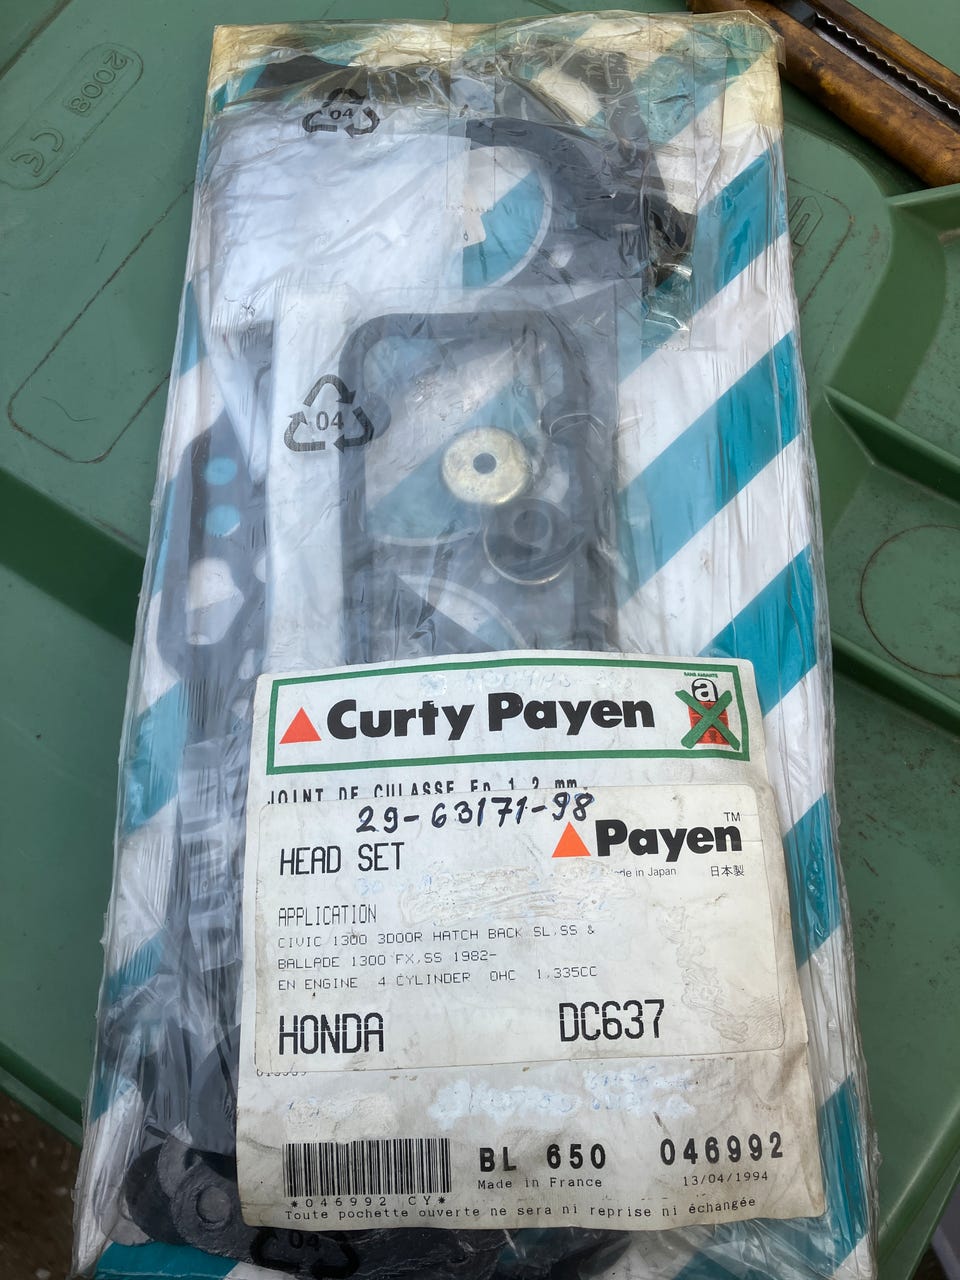 2008 CE
04
04
SANS AMIANTE
a
Curty Payen
JOINT DE CULASSE Ep 1,2 mm.
29-63171-98
Payen TM
HEAD SET
Made in Japan 日本製
APPLICATION
CIVIC 1300 3DOOR HATCH BACK SL,SS &
BALLADE 1300 FX,SS 1982-
EN ENGINE 4 CYLINDER OHC 1,335CC
HONDA DC637
BL 650 046992
*046992 CY* Made in France 13/04/1994
Toute pochette ouverte ne sera ni reprise ni échangée
04